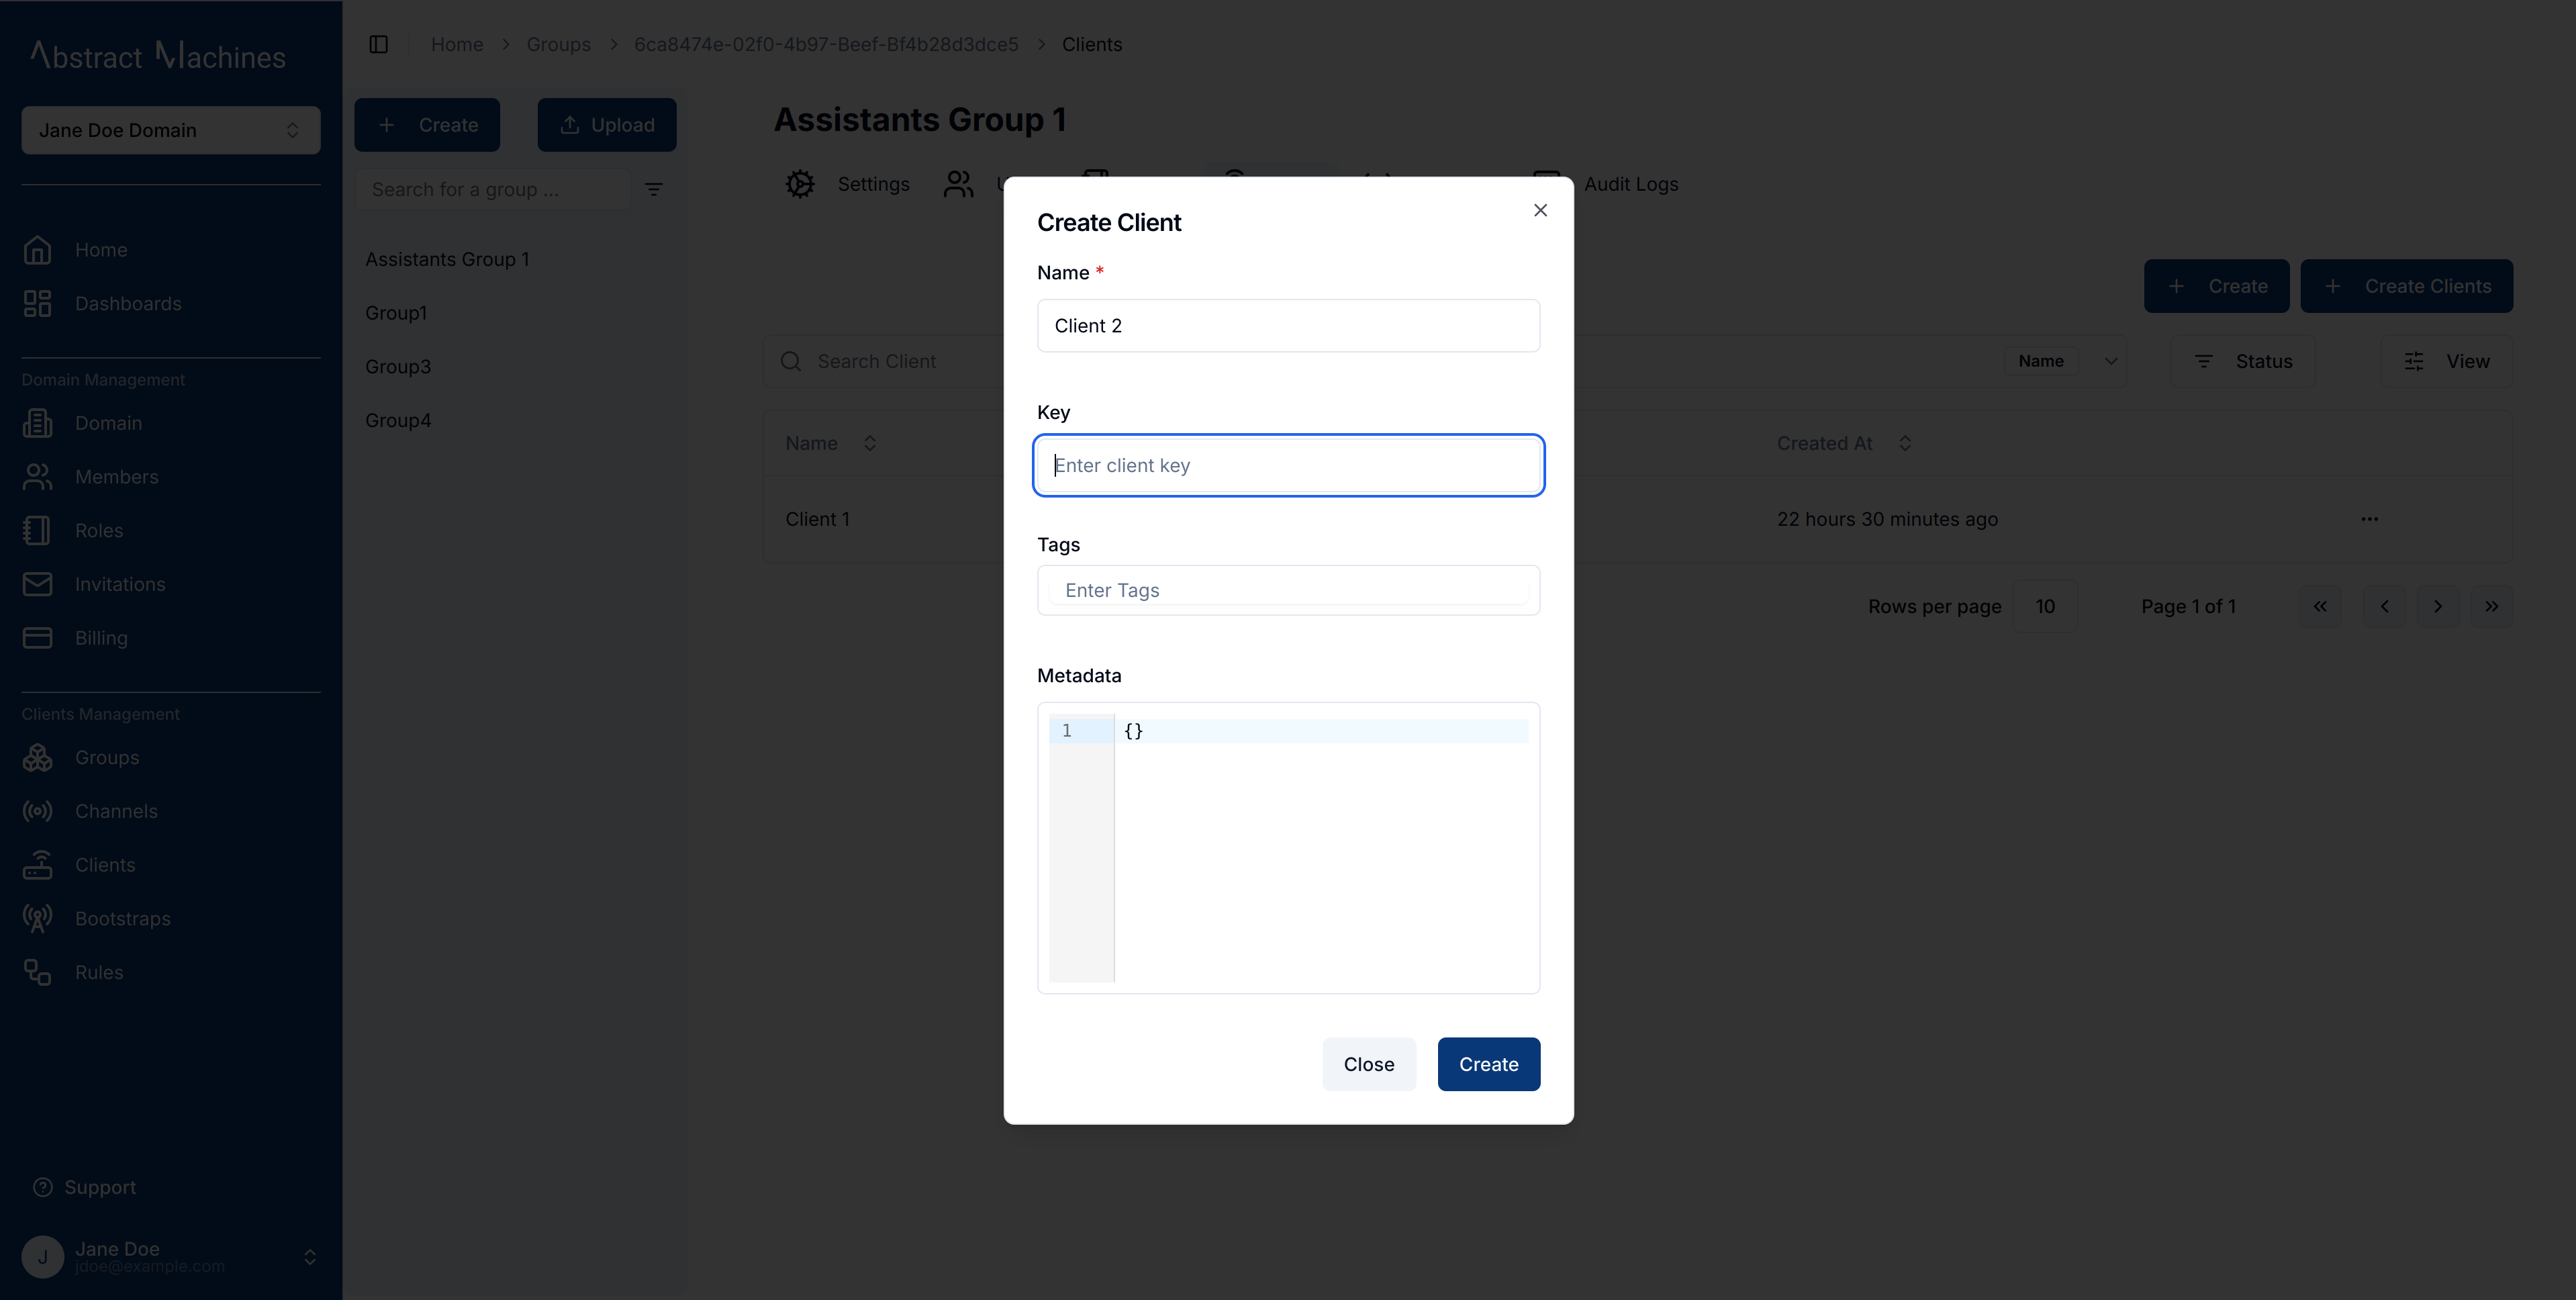 Abstract Machines
Jane Doe Domain
Home
Dashboards
Domain Management
Domain
Members
Roles
Invitations
Billing
Clients Management
Groups
Channels
Clients
Bootstraps
Rules
Support
J
Jane Doe
jdoe@example.com
Home > Groups > 6ca8474e-02f0-4b97-Beef-Bf4b28d3dce5 > Clients
+ Create
Upload
Search for a group ...
Assistants Group 1
Group1
Group3
Group4
Assistants Group 1
Settings
Audit Logs
+ Create
+ Create Clients
Search Client
Name
Status
View
Name
Created At
Client 1
22 hours 30 minutes ago
Rows per page 10
Page 1 of 1
Create Client
Name *
Client 2
Key
Enter client key
Tags
Enter Tags
Metadata
1 {}
Close
Create